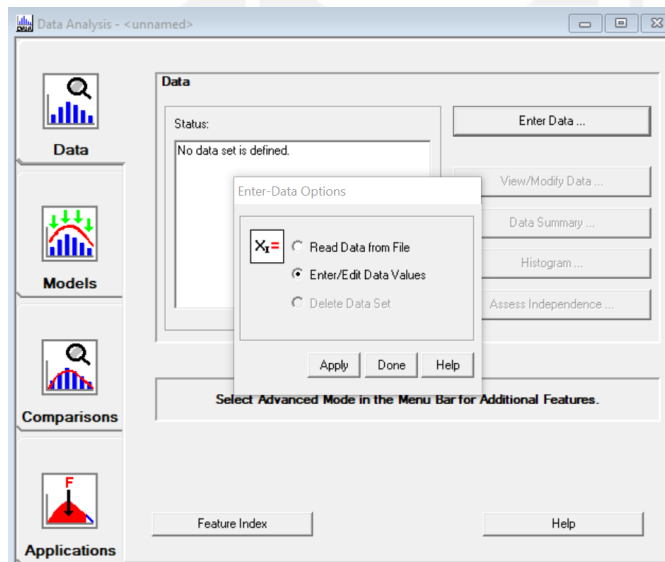 Data Analysis - <unnamed>
Data
Data
Status:
No data set is defined.
Enter Data ...
View/Modify Data ...
Data Summary ...
Histogram ...
Assess Independence ...
Enter-Data Options
X₁=
Read Data from File
Enter/Edit Data Values
Delete Data Set
Apply
Done
Help
Models
Select Advanced Mode in the Menu Bar for Additional Features.
Comparisons
F
Feature Index
Help
Applications